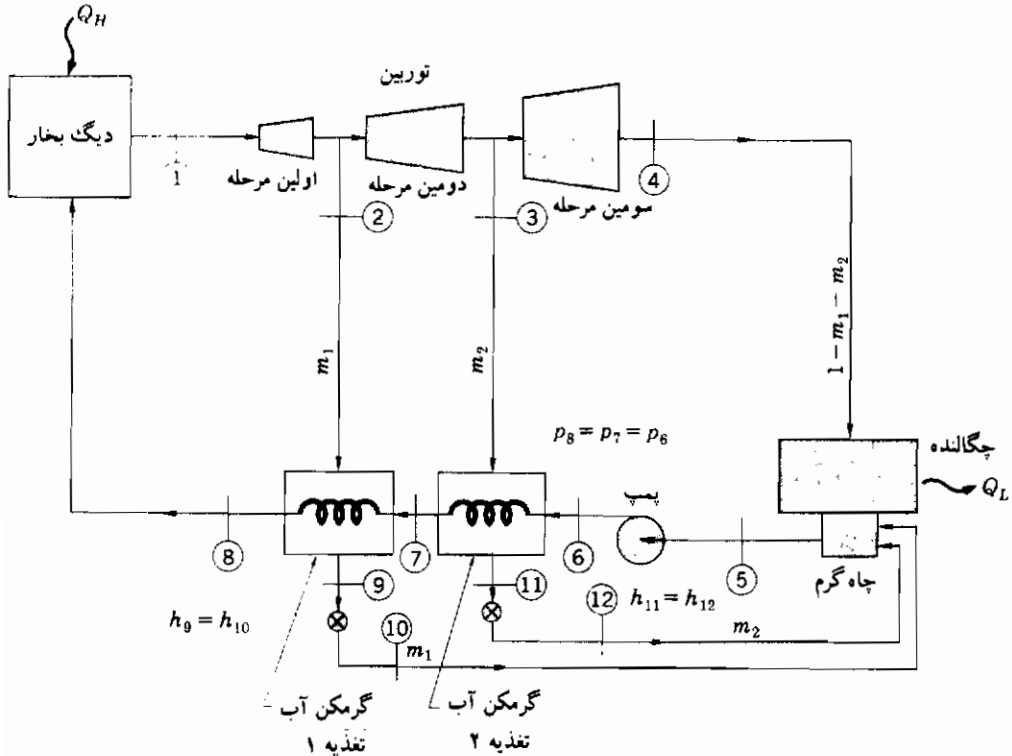 Q_H
توربین
دیگ بخار
1
اولین مرحله
دومین مرحله
سومین مرحله
2
3
4
m_1
m_2
1 − m_1 − m_2
p_8 = p_7 = p_6
چگالنده
Q_L
پمپ
چاه گرم
8
7
6
5
9
11
12
h_11 = h_12
h_9 = h_10
10
m_1
m_2
گرمکن آب
تغذیه ۱
گرمکن آب
تغذیه ۲